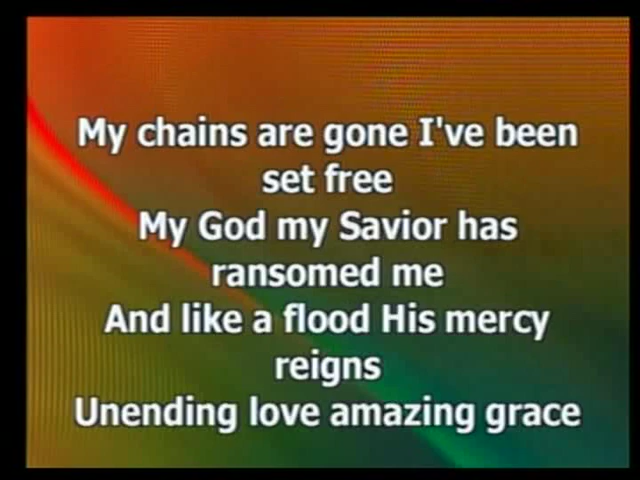 My chains are gone I've been
set free
My God my Savior has
ransomed me
And like a flood His mercy
reigns
Unending love amazing grace